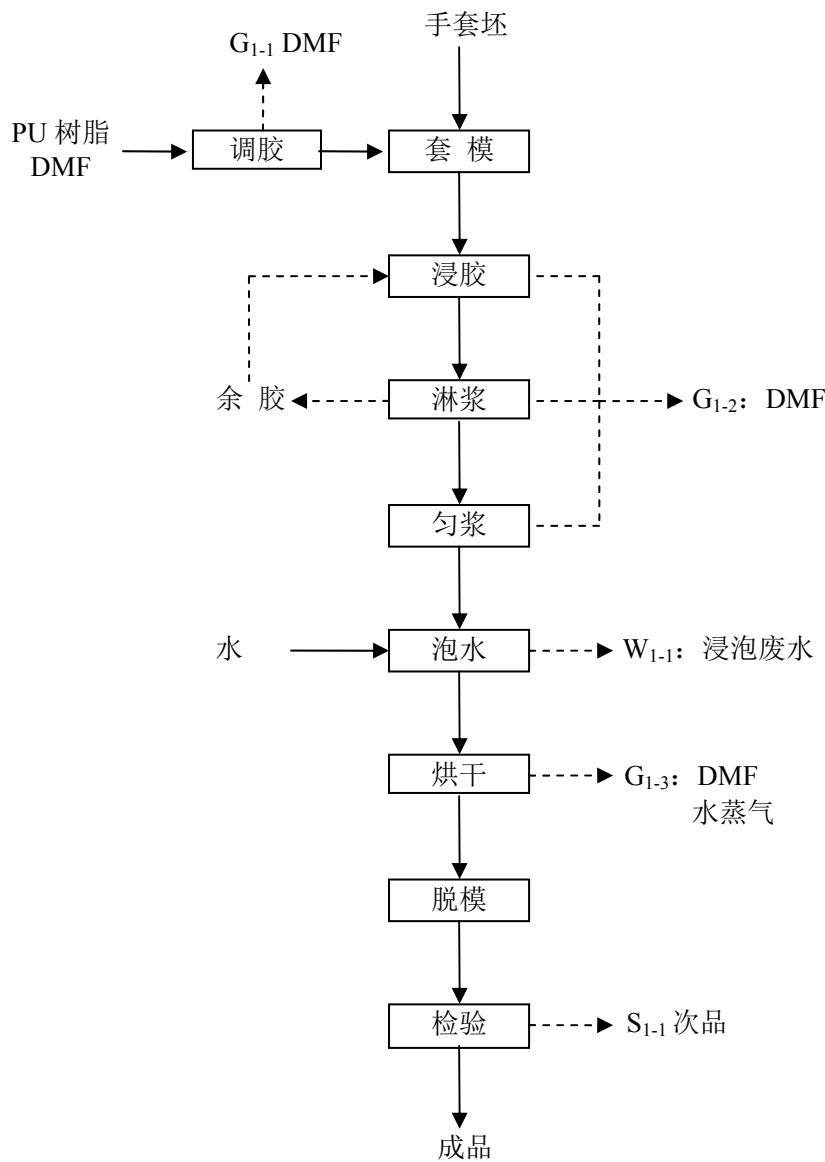 手套坯
G1-1 DMF
PU 树脂
DMF
调胶
套 模
浸胶
余 胶
淋浆
G1-2：DMF
匀浆
水
泡水
W1-1：浸泡废水
烘干
G1-3：DMF
水蒸气
脱模
检验
S1-1 次品
成品